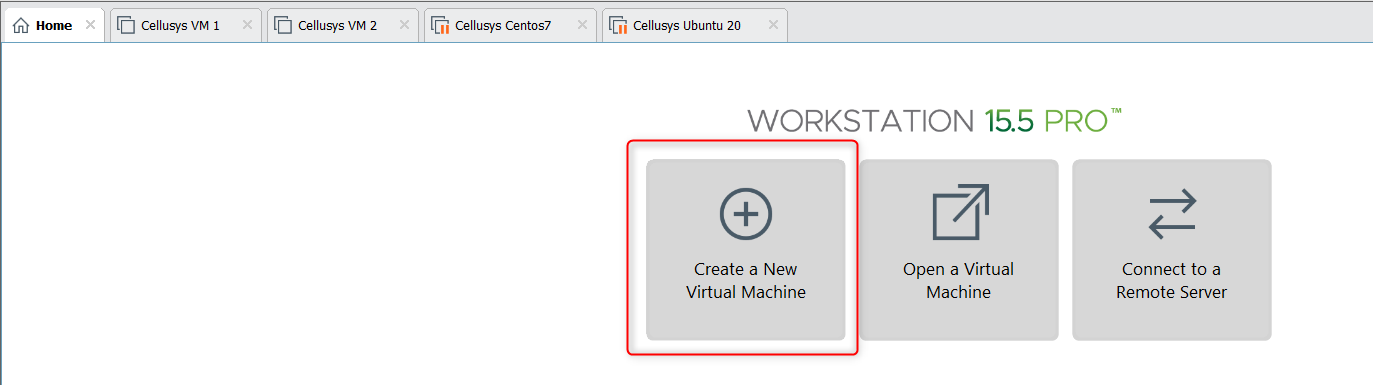 Home
Cellusys VM 1
Cellusys VM 2
Cellusys Centos7
Cellusys Ubuntu 20
WORKSTATION 15.5 PRO™
Create a New
Virtual Machine
Open a Virtual
Machine
Connect to a
Remote Server